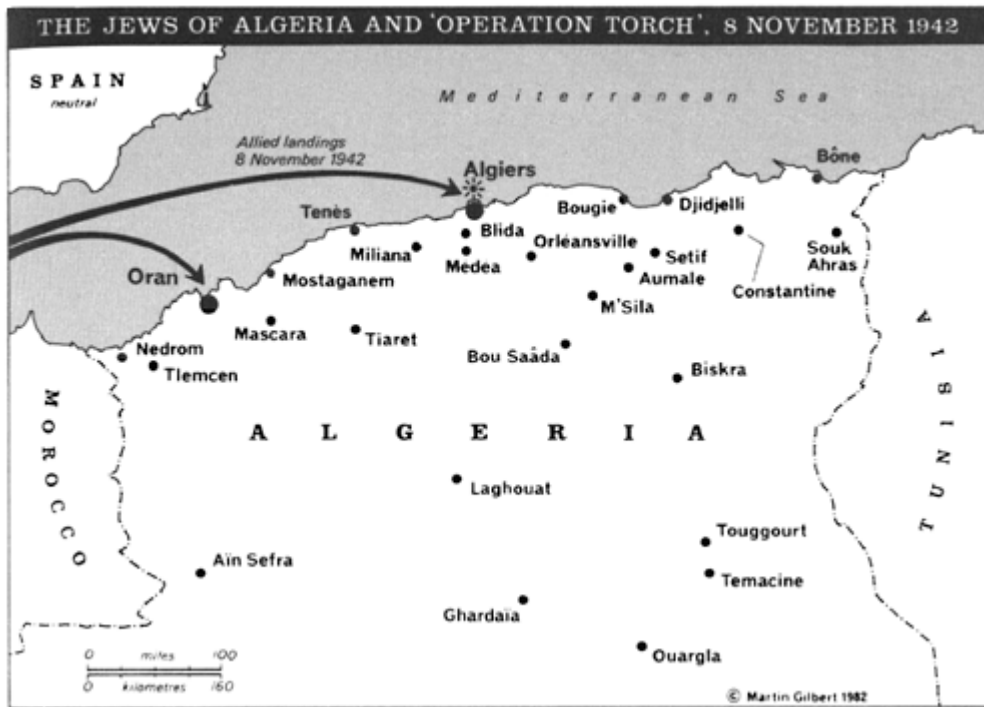 THE JEWS OF ALGERIA AND 'OPERATION TORCH', 8 NOVEMBER 1942
SPAIN
neutral
Mediterranean Sea
Allied landings
8 November 1942
Algiers
Bône
Tenès
Bougie
Djidjelli
Blida
Miliana
Orléansville
Medea
Setif
Souk
Ahras
Oran
Mostaganem
Aumale
Constantine
M'Sila
Mascara
Tiaret
Nedrom
Bou Saâda
Tlemcen
Biskra
MOROCCO
ALGERIA
TUNISIA
Laghouat
Touggourt
Aïn Sefra
Temacine
Ghardaïa
Ouargla
0 miles 100
0 kilometres 160
© Martin Gilbert 1982